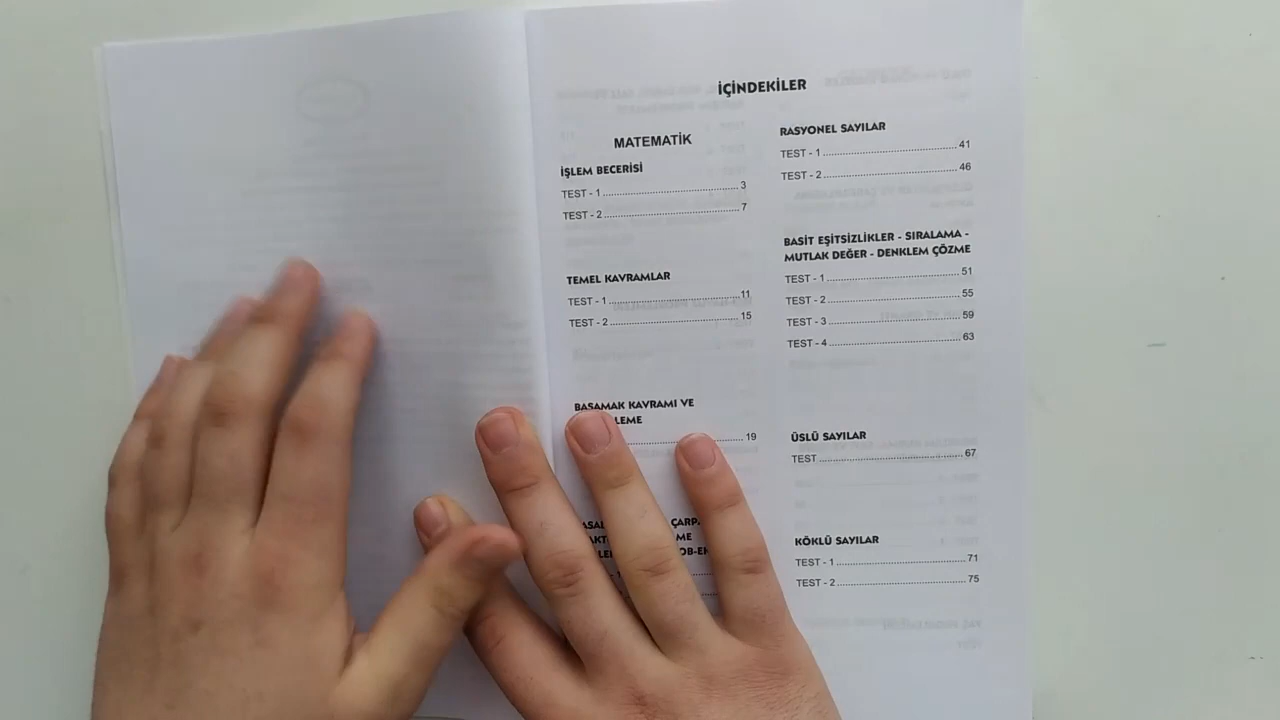 İÇİNDEKİLER
MATEMATİK
İŞLEM BECERİSİ
TEST - 1 3
TEST - 2 7
TEMEL KAVRAMLAR
TEST - 1 11
TEST - 2 15
BASAMAK KAVRAMI VE
LEME
19
ÇARP
ME
RASYONEL SAYILAR
TEST - 1 41
TEST - 2 46
BASİT EŞİTSİZLİKLER - SIRALAMA -
MUTLAK DEĞER - DENKLEM ÇÖZME
TEST - 1 51
TEST - 2 55
TEST - 3 59
TEST - 4 63
ÜSLÜ SAYILAR
TEST 67
KÖKLÜ SAYILAR
TEST - 1 71
TEST - 2 75